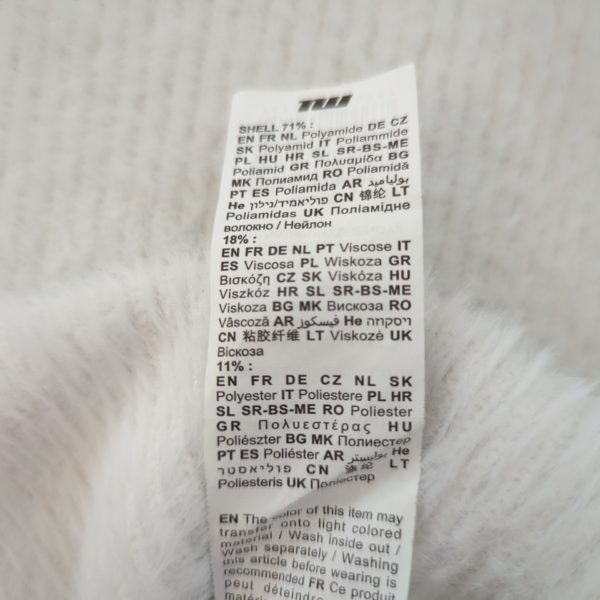 TNW
SHELL 71% :
EN FR NL Polyamide DE CZ
SK Polyamid IT Poliammide
PL HU HR SL SR-BS-ME
Poliamid GR Πολυαμίδα BG
MK Полиамид RO Poliamidă
PT ES Poliamida AR بولياميد
He פוליאמיד/ניילון CN 锦纶 LT
Poliamidas UK Поліамідне
волокно / Нейлон
18% :
EN FR DE NL PT Viscose IT
ES Viscosa PL Wiskoza GR
Βισκόζη CZ SK Viskóza HU
Viszkóz HR SL SR-BS-ME
Viskoza BG MK Вискоза RO
Vâscoză AR فيسكوز He ויסקוזה
CN 粘胶纤维 LT Viskozė UK
Віскоза
11% :
EN FR DE CZ NL SK
Polyester IT Poliestere PL HR
SL SR-BS-ME RO Poliester
GR Πολυεστέρας HU
Poliészter BG MK Полиестер
PT ES Poliéster AR بوليستر He
פוליאסטר CN 涤纶 LT
Poliesteris UK Поліестер
EN The color of this item may
transfer onto light colored
material / Wash inside out /
Wash separately / Washing
this article before wearing is
recommended FR Ce produit
peut déteindre